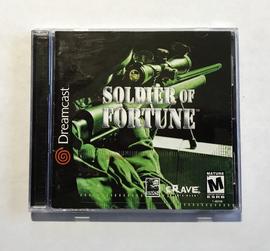 Dreamcast
SOLDIER OF
FORTUNE
CRAVE
MATURE
M
ESRB